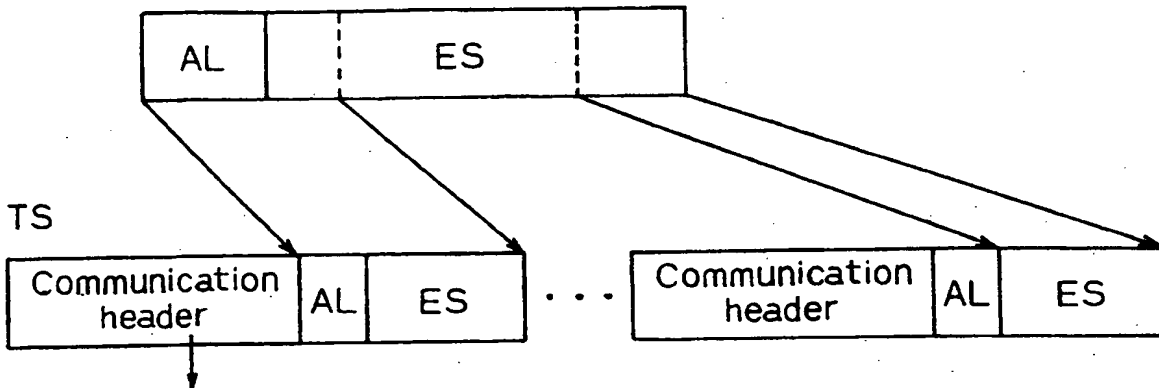 AL ES
TS
Communication header AL ES ... Communication header AL ES